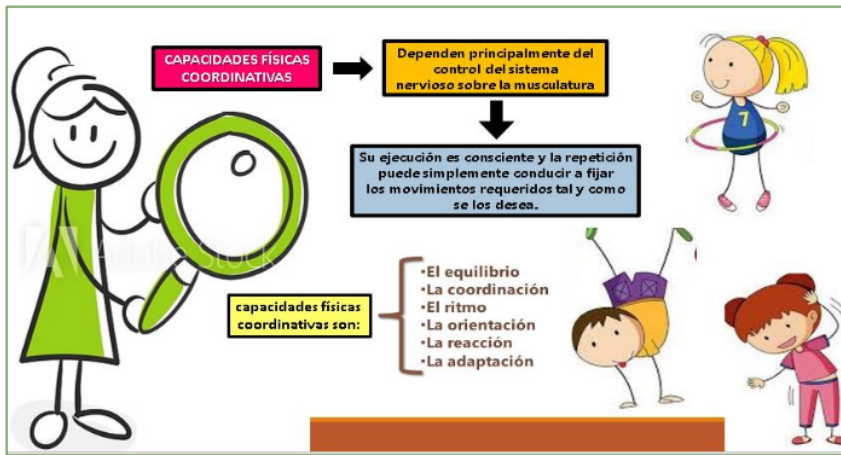 CAPACIDADES FÍSICAS
COORDINATIVAS
Dependen principalmente del
control del sistema
nervioso sobre la musculatura
Su ejecución es consciente y la repetición
puede simplemente conducir a fijar
los movimientos requeridos tal y como
se los desea.
7
Adobe Stock
capacidades físicas
coordinativas son:
•El equilibrio
•La coordinación
•El ritmo
•La orientación
•La reacción
•La adaptación